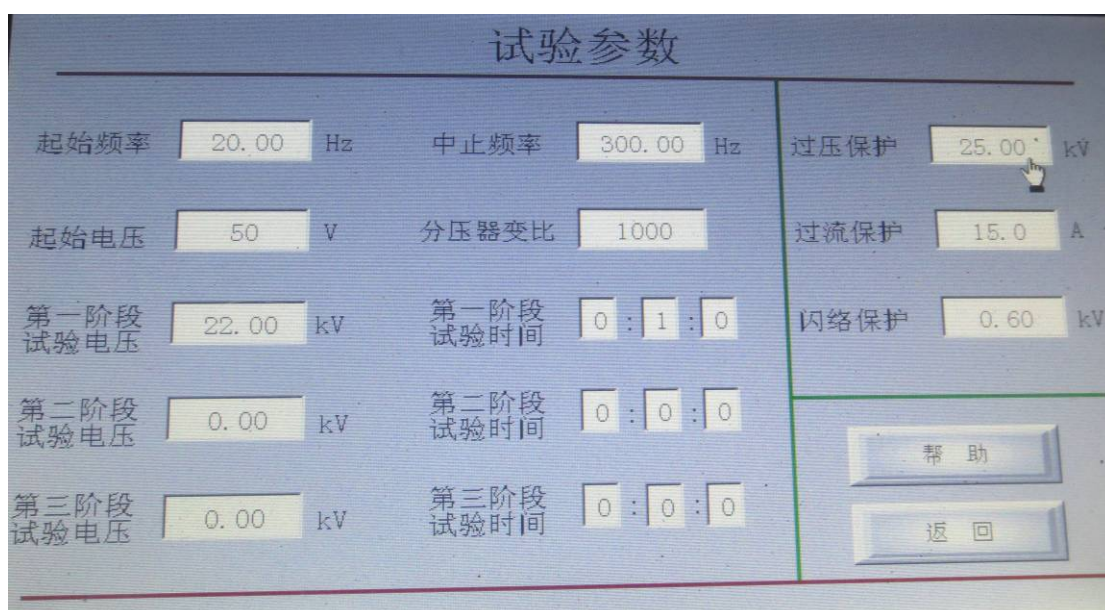 试验参数
起始频率 20.00 Hz 中止频率 300.00 Hz 过压保护 25.00 kV
起始电压 50 V 分压器变比 1000 过流保护 15.0 A
第一阶段 第一阶段
试验电压 22.00 kV 试验时间 0 : 1 : 0 闪络保护 0.60 kV
第二阶段 第二阶段
试验电压 0.00 kV 试验时间 0 : 0 : 0
帮 助
第三阶段 第三阶段
试验电压 0.00 kV 试验时间 0 : 0 : 0
返 回